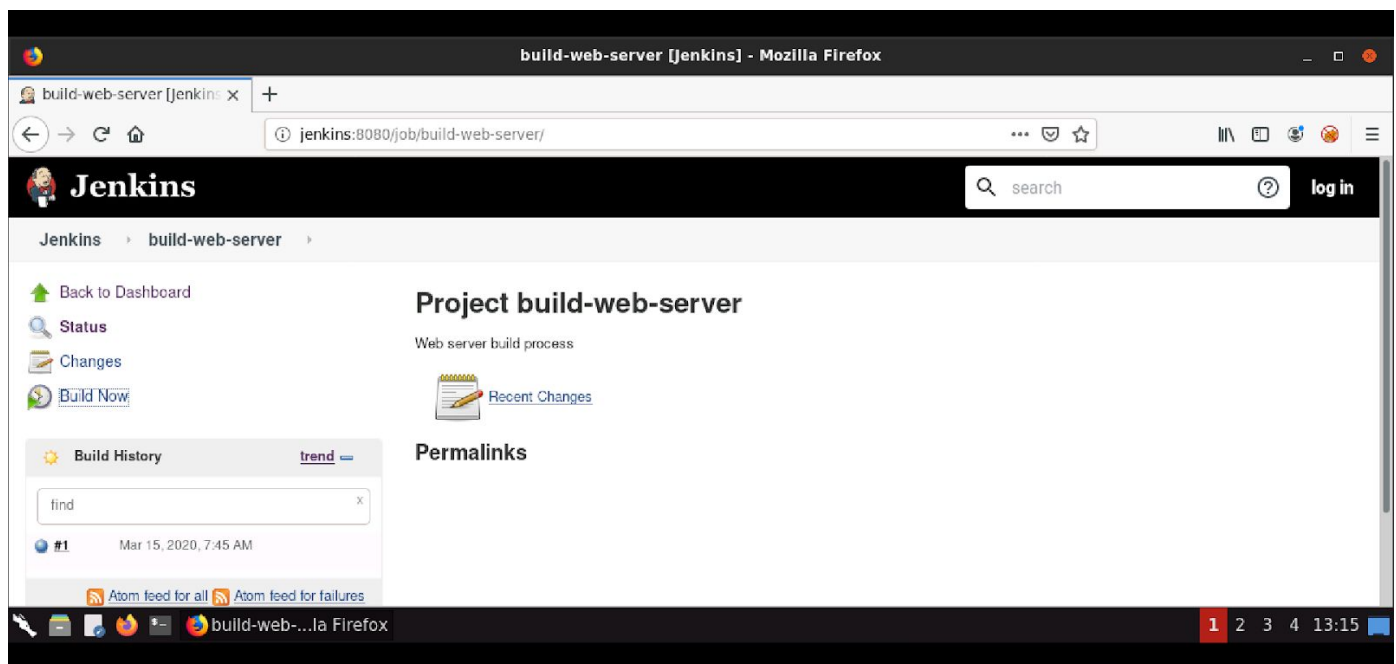 build-web-server [Jenkins] - Mozilla Firefox
build-web-server [Jenkins
jenkins:8080/job/build-web-server/
Jenkins
search
log in
Jenkins
build-web-server
Back to Dashboard
Status
Changes
Build Now
Project build-web-server
Web server build process
Recent Changes
Permalinks
Build History
trend
find
x
#1 Mar 15, 2020, 7:45 AM
Atom feed for all Atom feed for failures
build-web-...la Firefox
1 2 3 4 13:15